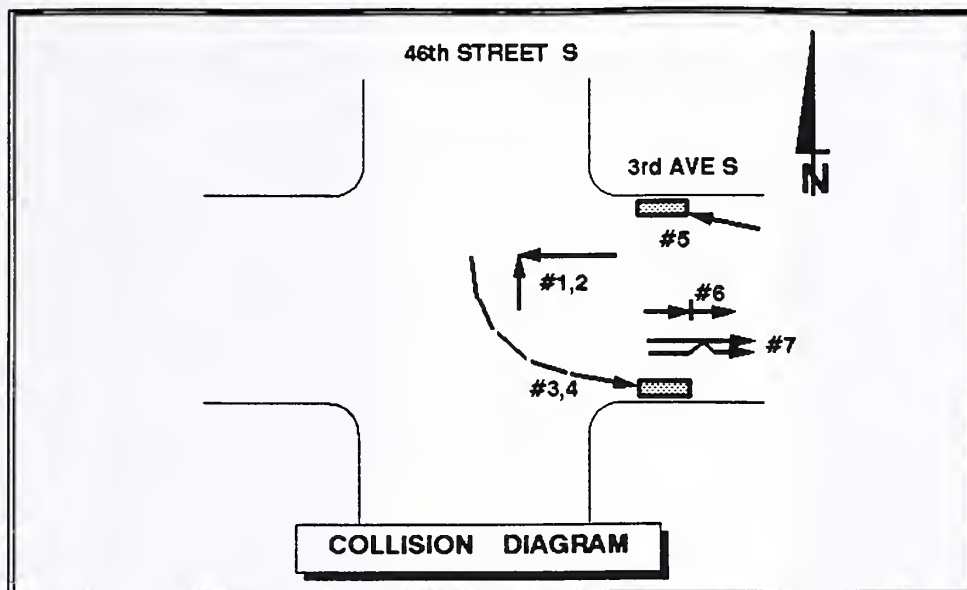 46th STREET S
3rd AVE S
N
#5
#1,2
#6
#7
#3,4
COLLISION DIAGRAM